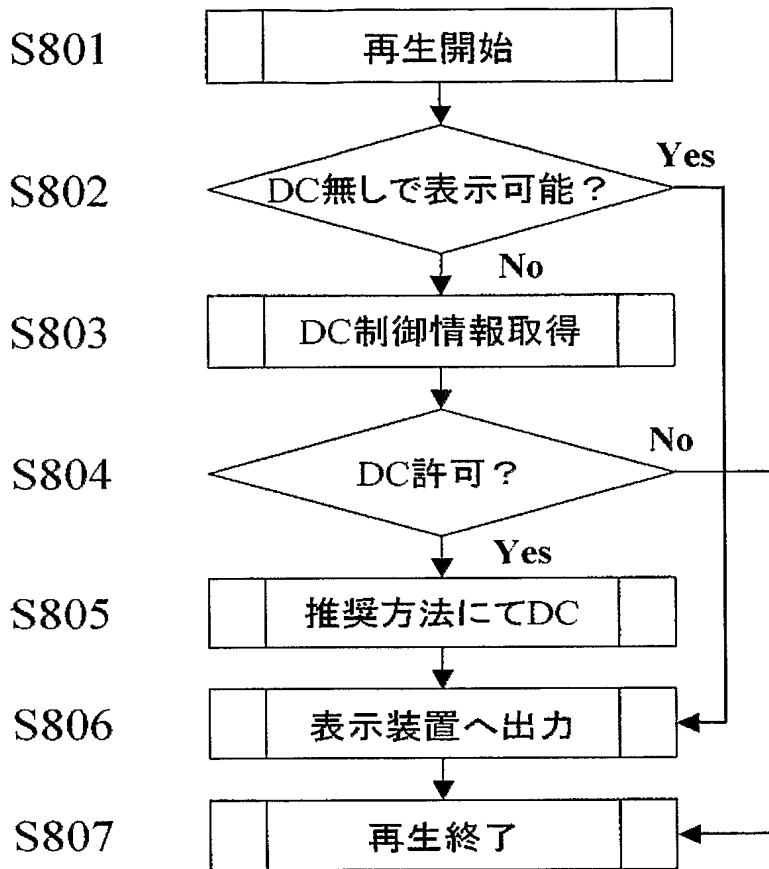 S801
再生開始
S802
DC無しで表示可能？
Yes
No
S803
DC制御情報取得
S804
DC許可？
No
Yes
S805
推奨方法にてDC
S806
表示装置へ出力
S807
再生終了